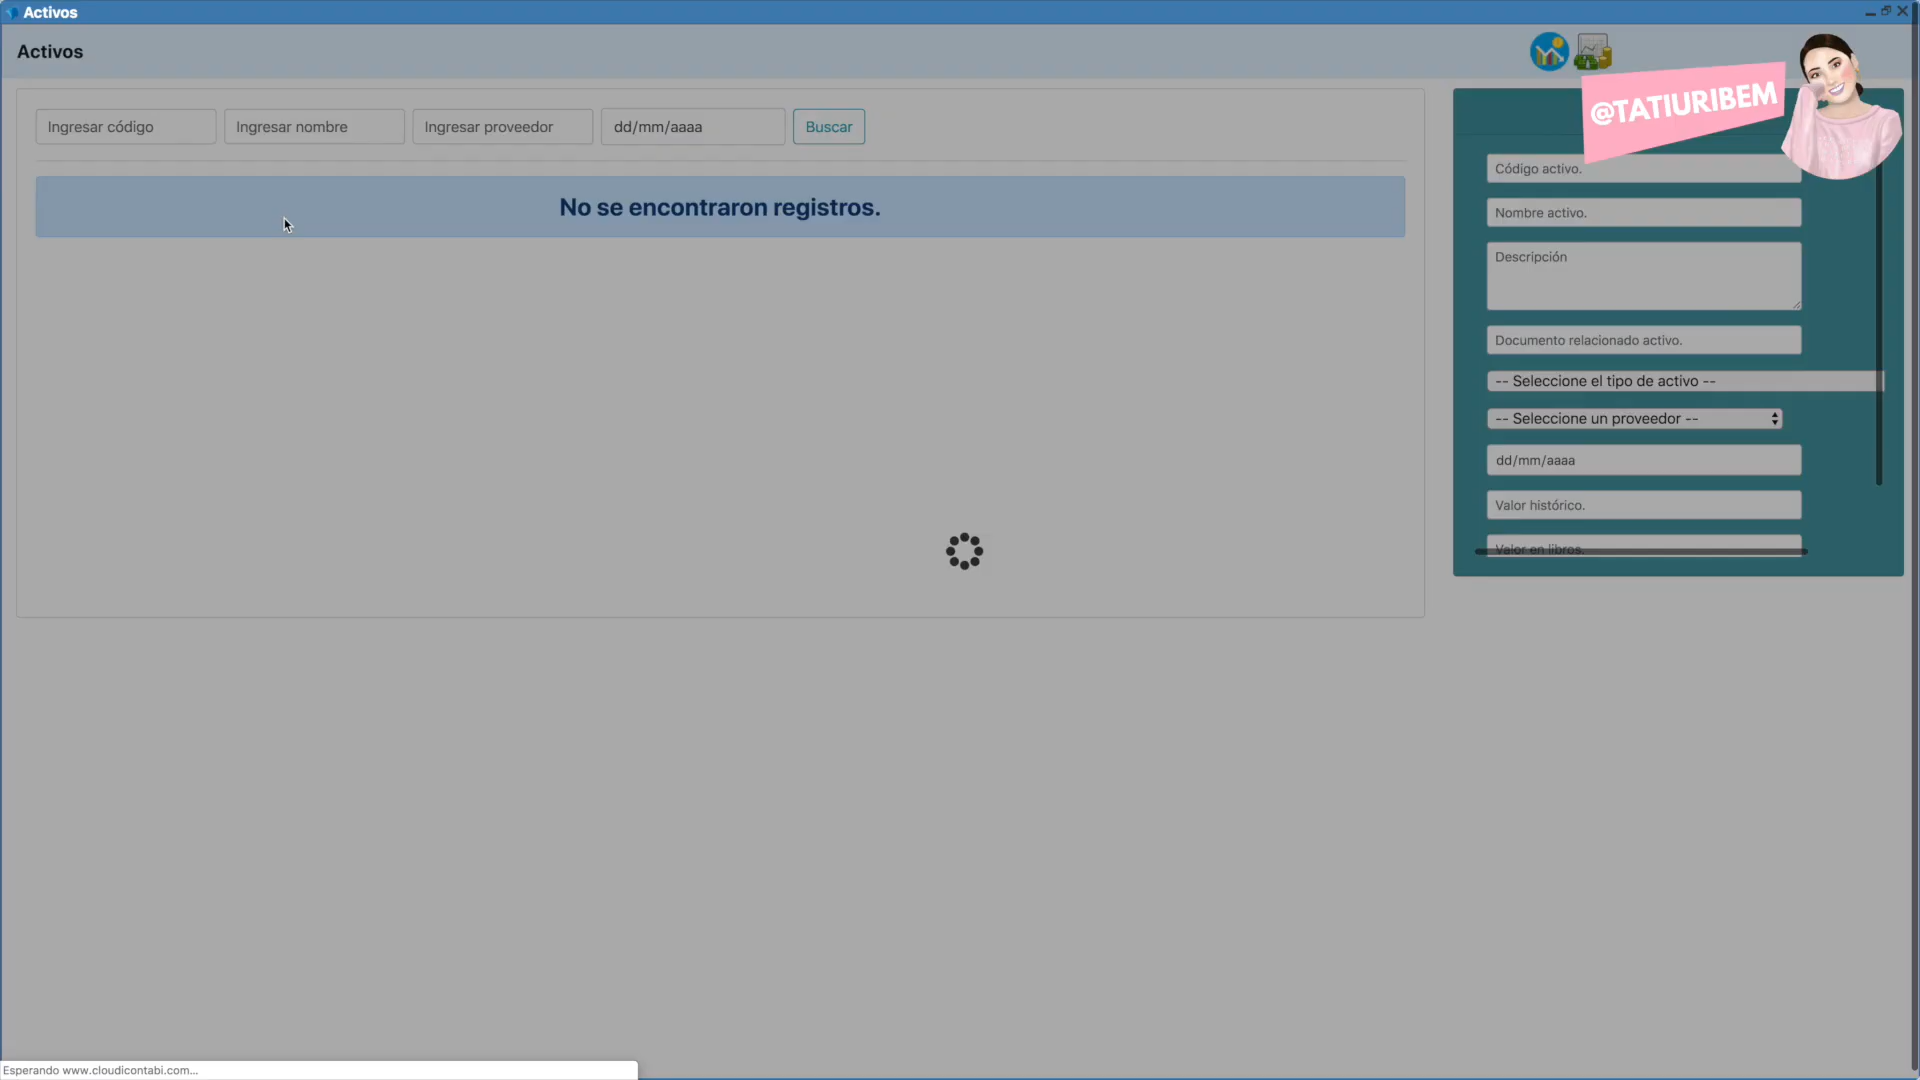 Activos
Activos
@TATIURIBEM
Ingresar código
Ingresar nombre
Ingresar proveedor
dd/mm/aaaa
Buscar
No se encontraron registros.
Código activo.
Nombre activo.
Descripción
Documento relacionado activo.
-- Seleccione el tipo de activo --
-- Seleccione un proveedor --
dd/mm/aaaa
Valor histórico.
Valor en libros.
Esperando www.cloudicontabi.com...